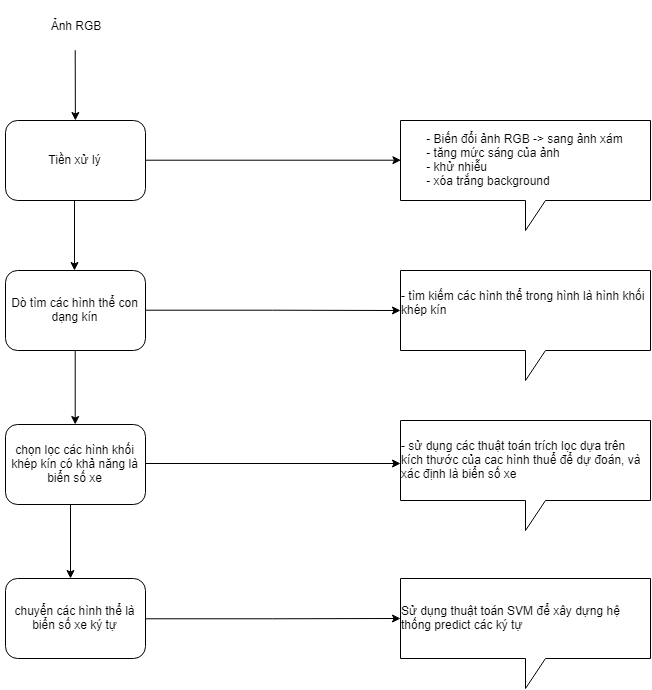 Ảnh RGB
Tiền xử lý
- Biến đổi ảnh RGB -> sang ảnh xám
- tăng mức sáng của ảnh
- khử nhiễu
- xóa trắng background
Dò tìm các hình thể con
dạng kín
- tìm kiếm các hình thể trong hình là hình khối
khép kín
chọn lọc các hình khối
khép kín có khả năng là
biển số xe
- sử dụng các thuật toán trích lọc dựa trên
kích thước của cac hình thuể để dự đoán, và
xác định là biển số xe
chuyển các hình thể là
biển số xe ký tự
Sử dụng thuật toán SVM để xây dựng hệ
thống predict các ký tự